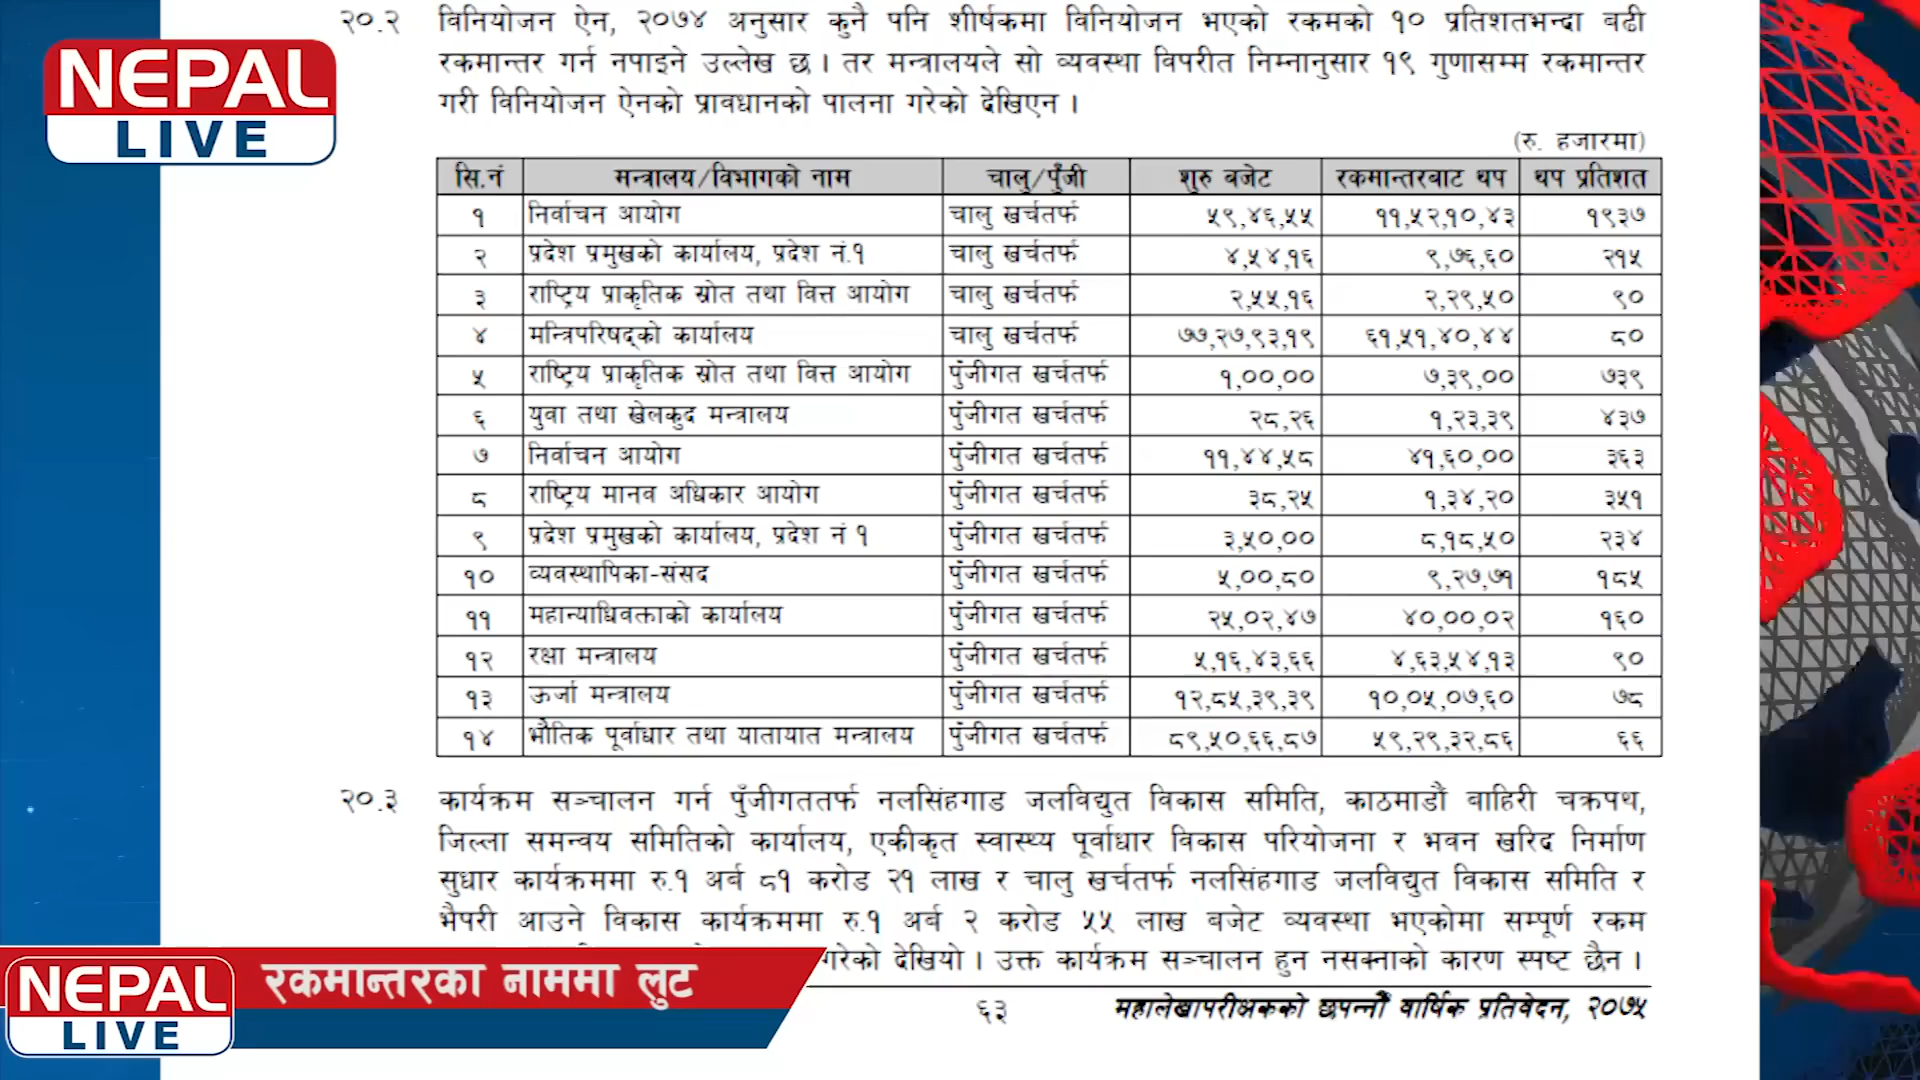 २०.२ विनियोजन ऐन, २०७४ अनुसार कुनै पनि शीर्षकमा विनियोजन भएको रकमको १० प्रतिशतभन्दा बढी
रकमान्तर गर्न नपाइने उल्लेख छ । तर मन्त्रालयले सो व्यवस्था विपरीत निम्नानुसार १९ गुणासम्म रकमान्तर
गरी विनियोजन ऐनको प्रावधानको पालना गरेको देखिएन ।
NEPAL
LIVE
(रु. हजारमा)
सि.नं मन्त्रालय/विभागको नाम चालु/पुँजी शुरु बजेट रकमान्तरबाट थप थप प्रतिशत
१ निर्वाचन आयोग चालु खर्चतर्फ ५९,४६,५५ ११,५२,१०,४३ १९३७
२ प्रदेश प्रमुखको कार्यालय, प्रदेश नं.१ चालु खर्चतर्फ ४,५४,१६ ९,७६,६० २१५
३ राष्ट्रिय प्राकृतिक स्रोत तथा वित्त आयोग चालु खर्चतर्फ २,५५,१६ २,२९,५० ९०
४ मन्त्रिपरिषद्को कार्यालय चालु खर्चतर्फ ७७,२७,९३,१९ ६१,५१,४०,४४ ८०
५ राष्ट्रिय प्राकृतिक स्रोत तथा वित्त आयोग पुँजीगत खर्चतर्फ १,००,०० ७,३९,०० ७३९
६ युवा तथा खेलकुद मन्त्रालय पुँजीगत खर्चतर्फ २८,२६ १,२३,३९ ४३७
७ निर्वाचन आयोग पुँजीगत खर्चतर्फ ११,४४,५८ ४१,६०,०० ३६३
८ राष्ट्रिय मानव अधिकार आयोग पुँजीगत खर्चतर्फ ३८,२५ १,३४,२० ३५१
९ प्रदेश प्रमुखको कार्यालय, प्रदेश नं १ पुँजीगत खर्चतर्फ ३,५०,०० ८,१८,५० २३४
१० व्यवस्थापिका-संसद पुँजीगत खर्चतर्फ ५,००,८० ९,२७,७१ १८५
११ महान्याधिवक्ताको कार्यालय पुँजीगत खर्चतर्फ २५,०२,४७ ४०,००,०२ १६०
१२ रक्षा मन्त्रालय पुँजीगत खर्चतर्फ ५,१६,४३,६६ ४,६३,५४,१३ ९०
१३ ऊर्जा मन्त्रालय पुँजीगत खर्चतर्फ १२,८५,३९,३९ १०,०५,०७,६० ७८
१४ भौतिक पूर्वाधार तथा यातायात मन्त्रालय पुँजीगत खर्चतर्फ ८९,५०,६६,८७ ५९,२९,३२,८६ ६६
२०.३ कार्यक्रम सञ्चालन गर्न पुँजीगततर्फ नलसिंहगाड जलविद्युत विकास समिति, काठमाडौं वाहिरी चक्रपथ,
जिल्ला समन्वय समितिको कार्यालय, एकीकृत स्वास्थ्य पूर्वाधार विकास परियोजना र भवन खरिद निर्माण
सुधार कार्यक्रममा रु.१ अर्ब ८१ करोड २१ लाख र चालु खर्चतर्फ नलसिंहगाड जलविद्युत विकास समिति र
भैपरी आउने विकास कार्यक्रममा रु.१ अर्ब २ करोड ५५ लाख बजेट व्यवस्था भएकोमा सम्पूर्ण रकम
गरेको देखियो । उक्त कार्यक्रम सञ्चालन हुन नसक्नाको कारण स्पष्ट छैन ।
NEPAL
LIVE
रकमान्तरका नाममा लुट
६३ महालेखापरीक्षकको छपन्नौँ वार्षिक प्रतिवेदन, २०७५